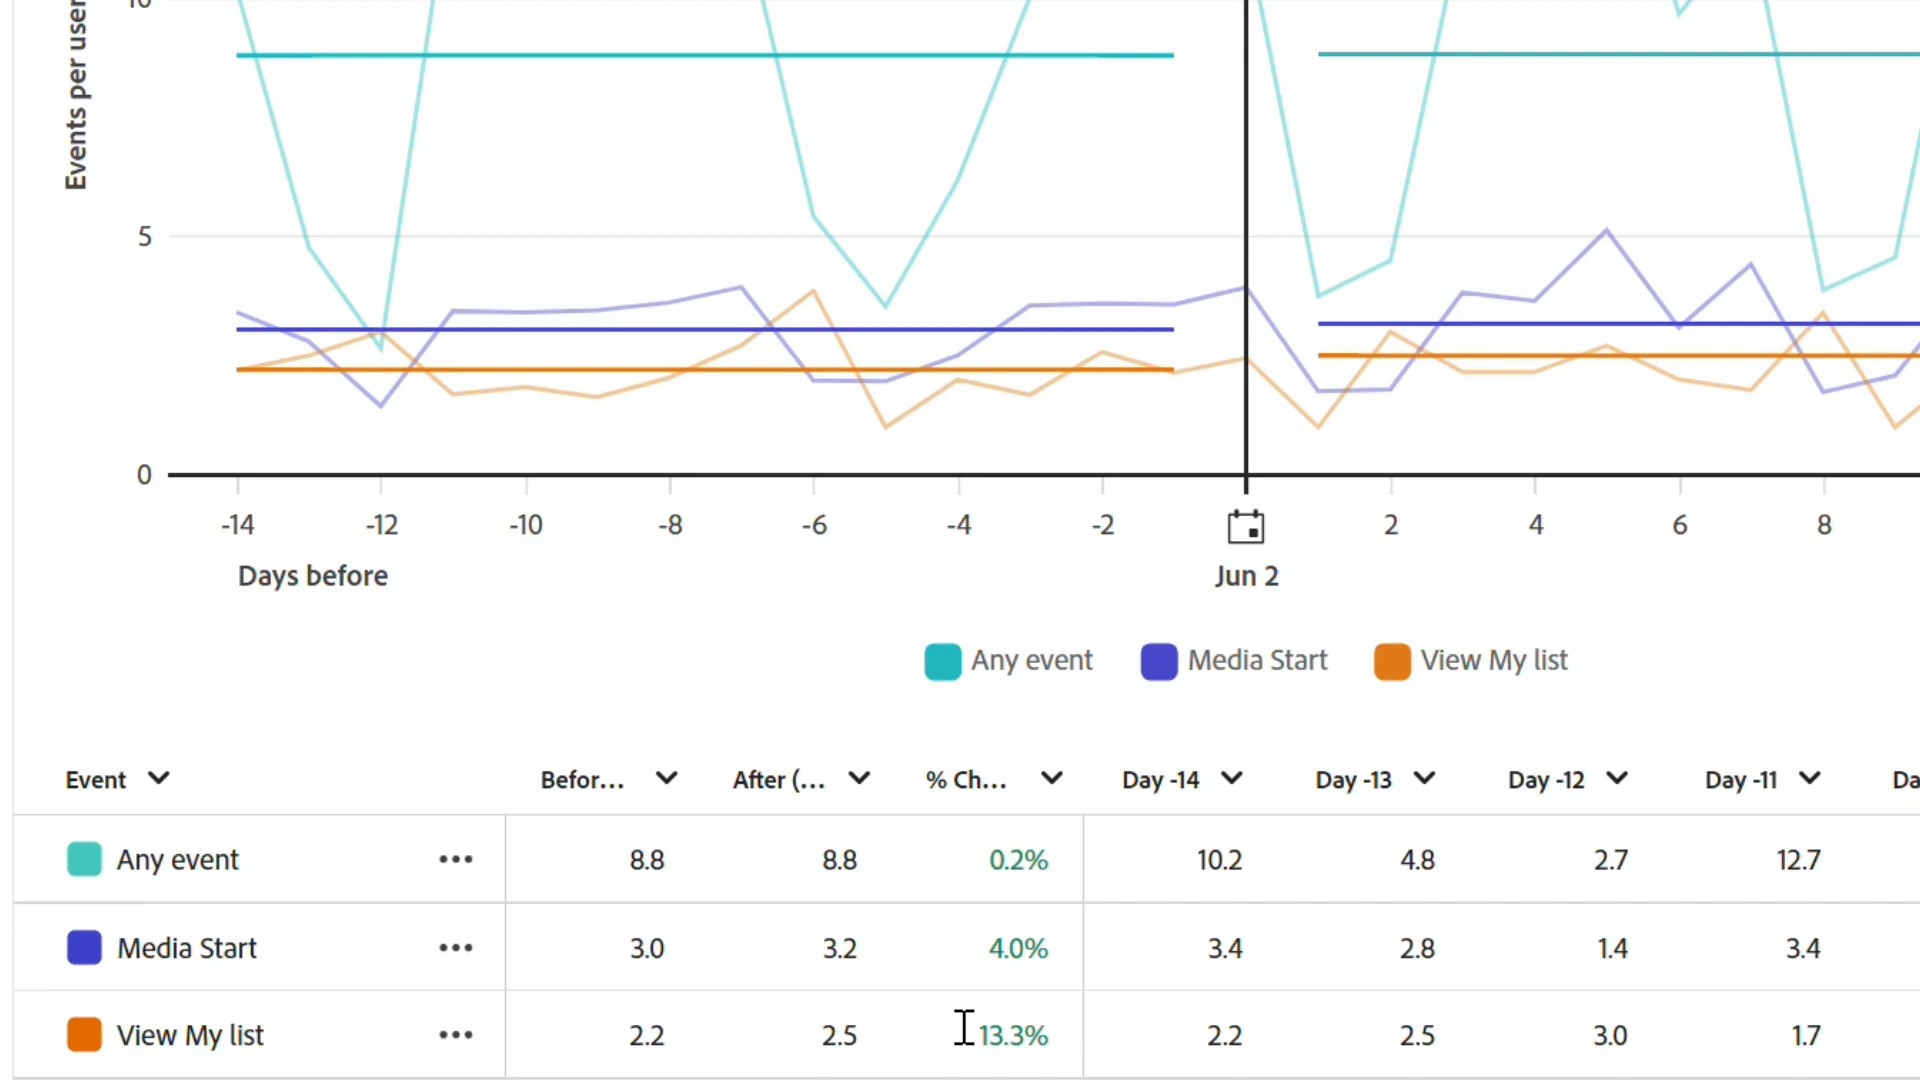 10
Events per user
5
0
-14 -12 -10 -8 -6 -4 -2 2 4 6 8
Days before Jun 2
Any event Media Start View My list
Event Befor... After (... % Ch... Day -14 Day -13 Day -12 Day -11 Da
Any event 8.8 8.8 0.2% 10.2 4.8 2.7 12.7
Media Start 3.0 3.2 4.0% 3.4 2.8 1.4 3.4
View My list 2.2 2.5 13.3% 2.2 2.5 3.0 1.7